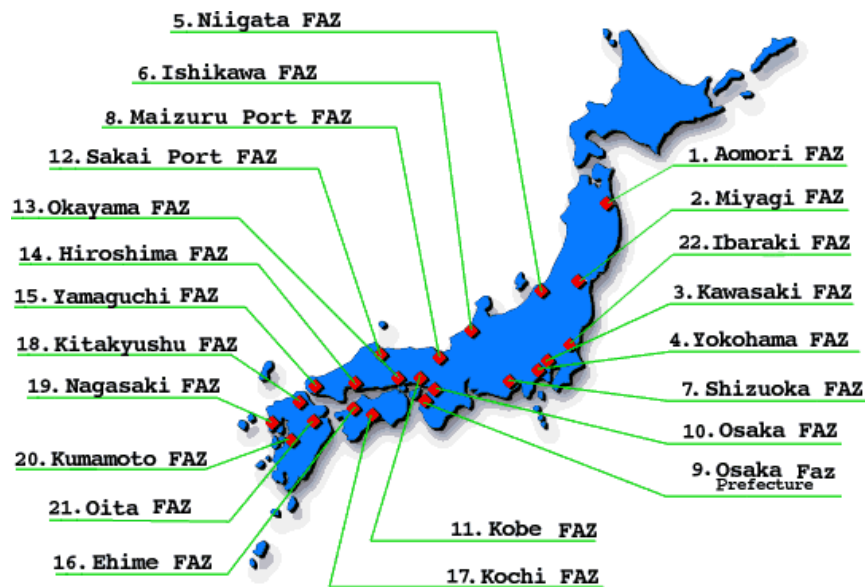 5.Niigata FAZ
6.Ishikawa FAZ
8.Maizuru Port FAZ
12.Sakai Port FAZ
13.Okayama FAZ
14.Hiroshima FAZ
15.Yamaguchi FAZ
18.Kitakyushu FAZ
19.Nagasaki FAZ
20.Kumamoto FAZ
21.Oita FAZ
16.Ehime FAZ
1.Aomori FAZ
2.Miyagi FAZ
22.Ibaraki FAZ
3.Kawasaki FAZ
4.Yokohama FAZ
7.Shizuoka FAZ
10.Osaka FAZ
9.Osaka Faz
Prefecture
11.Kobe FAZ
17.Kochi FAZ